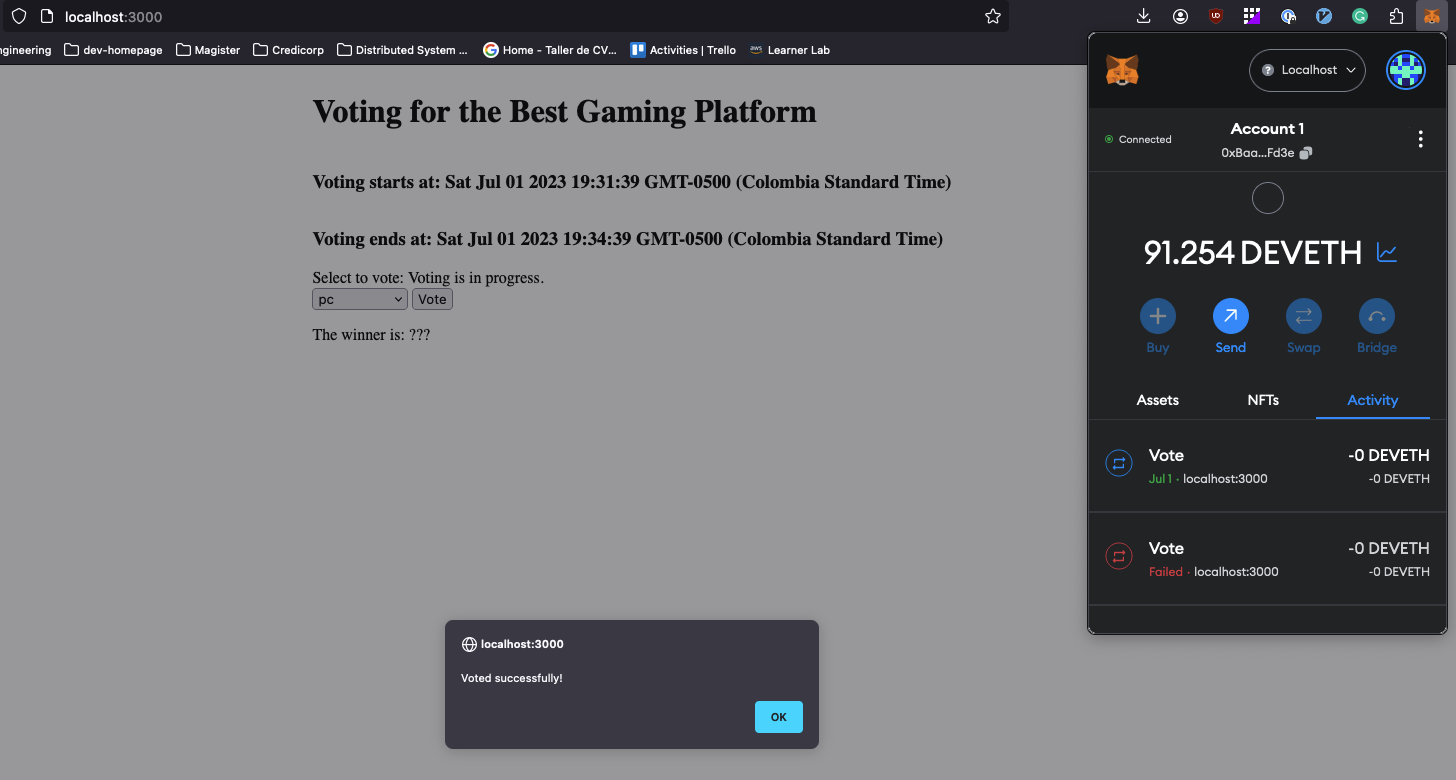 localhost:3000
ngineering dev-homepage Magister Credicorp Distributed System ... Home - Taller de CV... Activities | Trello aws Learner Lab
Voting for the Best Gaming Platform
Voting starts at: Sat Jul 01 2023 19:31:39 GMT-0500 (Colombia Standard Time)
Voting ends at: Sat Jul 01 2023 19:34:39 GMT-0500 (Colombia Standard Time)
Select to vote: Voting is in progress.
pc Vote
The winner is: ???
localhost:3000
Voted successfully!
OK
Localhost
Connected
Account 1
0xBaa...Fd3e
91.254 DEVETH
Buy Send Swap Bridge
Assets NFTs Activity
Vote -0 DEVETH
Jul 1 · localhost:3000 -0 DEVETH
Vote -0 DEVETH
Failed · localhost:3000 -0 DEVETH